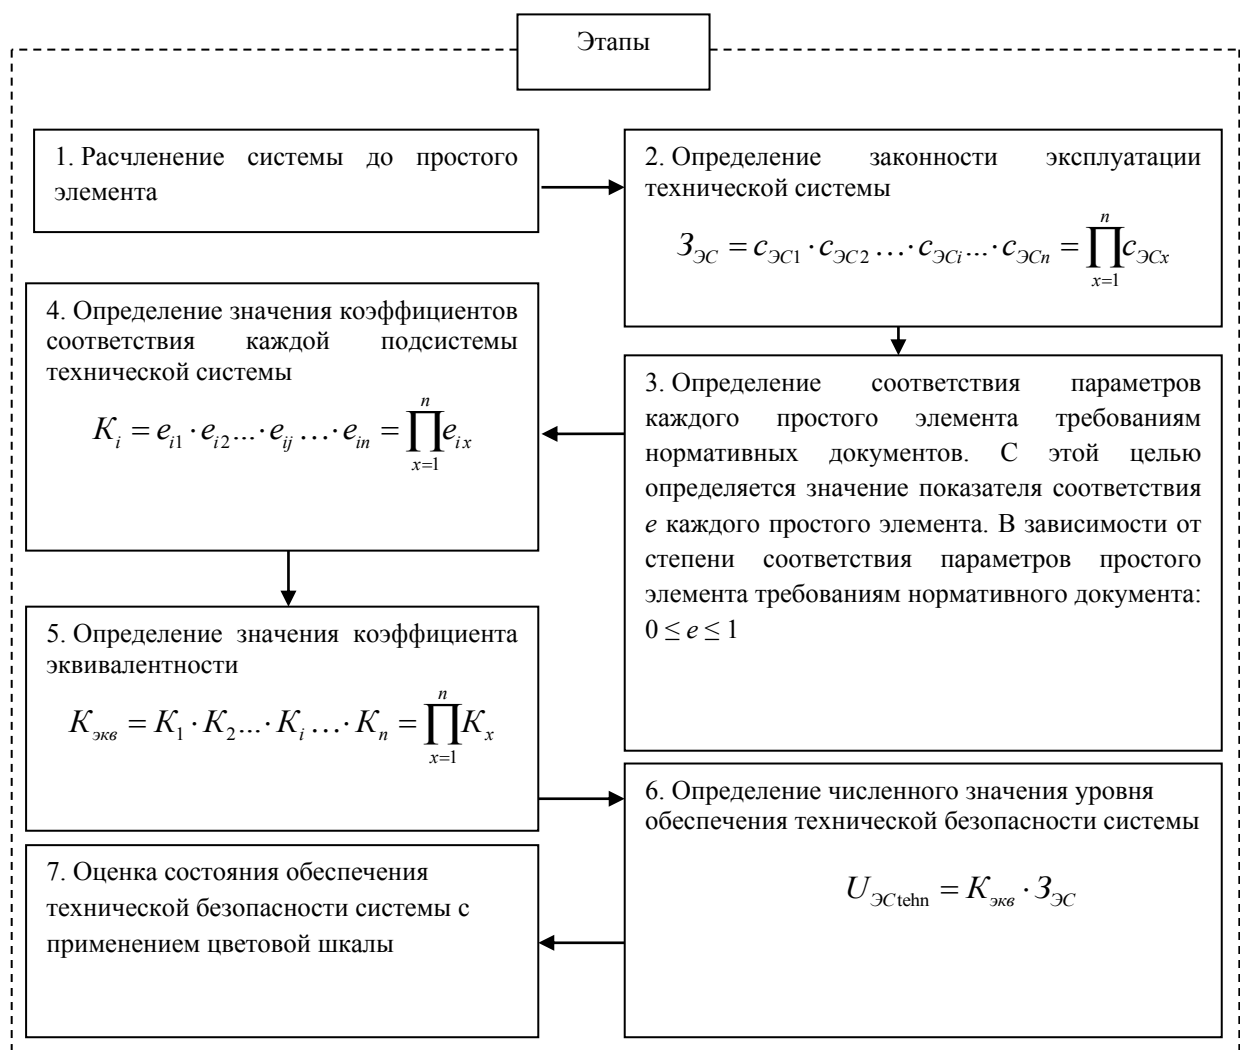 Этапы
1. Расчленение системы до простого
элемента
2. Определение законности эксплуатации
технической системы
З_ЭС = c_ЭС1 · c_ЭС2 … · c_ЭСi ... · c_ЭСn = ∏_{x=1}^{n} c_ЭСx
3. Определение соответствия параметров
каждого простого элемента требованиям
нормативных документов. С этой целью
определяется значение показателя соответствия
e каждого простого элемента. В зависимости от
степени соответствия параметров простого
элемента требованиям нормативного документа:
0 ≤ e ≤ 1
4. Определение значения коэффициентов
соответствия каждой подсистемы
технической системы
K_i = e_i1 · e_i2 ... · e_ij … · e_in = ∏_{x=1}^{n} e_ix
5. Определение значения коэффициента
эквивалентности
K_экв = K_1 · K_2 ... · K_i … · K_n = ∏_{x=1}^{n} K_x
6. Определение численного значения уровня
обеспечения технической безопасности системы
U_ЭСtehn = K_экв · З_ЭС
7. Оценка состояния обеспечения
технической безопасности системы с
применением цветовой шкалы